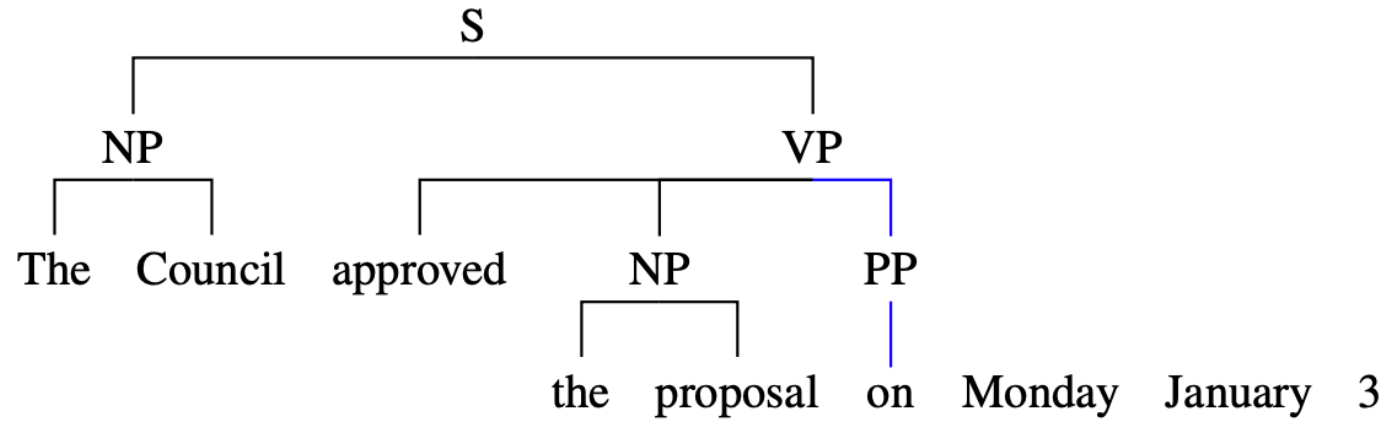 S
NP VP
The Council approved NP PP
the proposal on Monday January 3